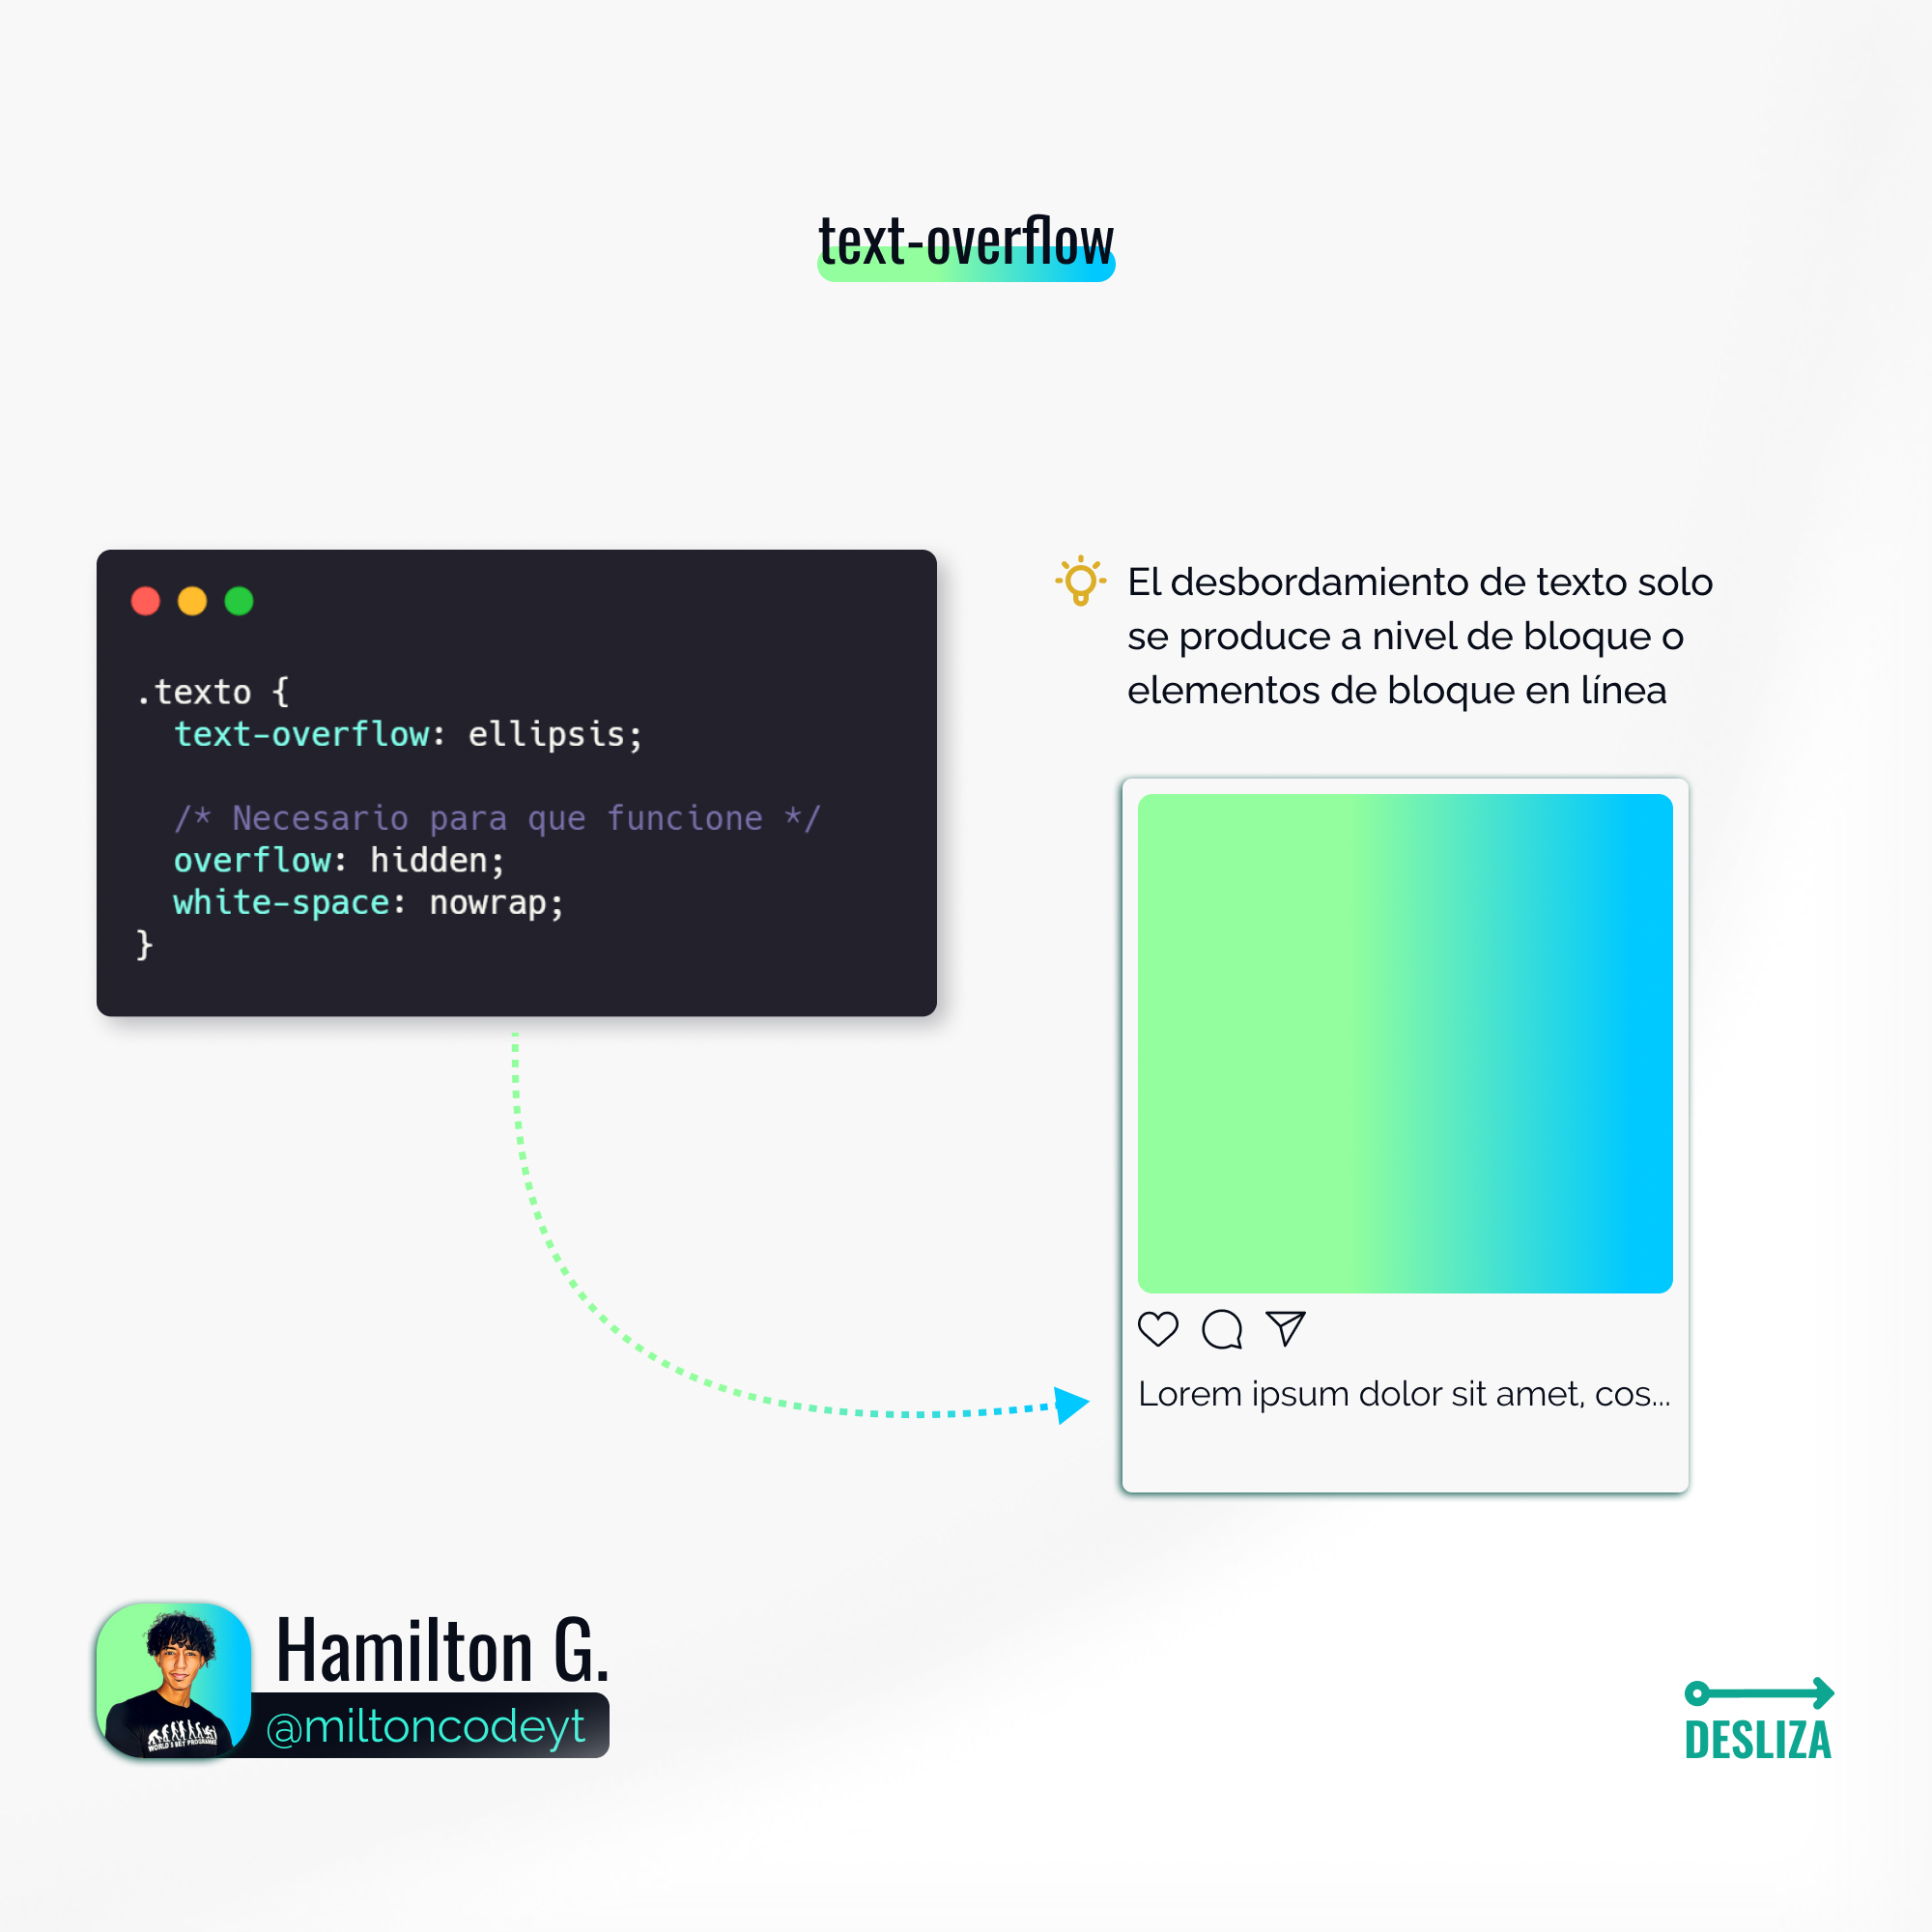 text-overflow
.texto {
  text-overflow: ellipsis;
  /* Necesario para que funcione */
  overflow: hidden;
  white-space: nowrap;
}
El desbordamiento de texto solo
se produce a nivel de bloque o
elementos de bloque en línea
Lorem ipsum dolor sit amet, cos...
Hamilton G.
@miltoncodeyt
DESLIZA